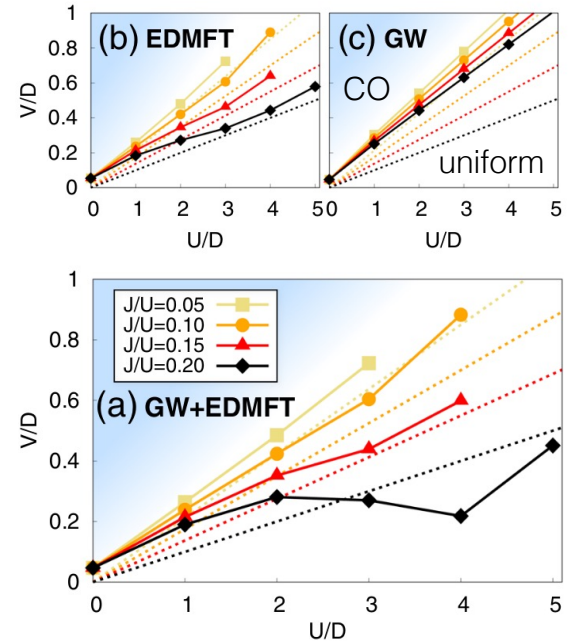 (b) EDMFT
(c) GW
CO
uniform
V/D
1
0.8
0.6
0.4
0.2
0
0 1 2 3 4 5
0 1 2 3 4 5
U/D
U/D
J/U=0.05
J/U=0.10
J/U=0.15
J/U=0.20
(a) GW+EDMFT
V/D
1
0.8
0.6
0.4
0.2
0
0 1 2 3 4 5
U/D